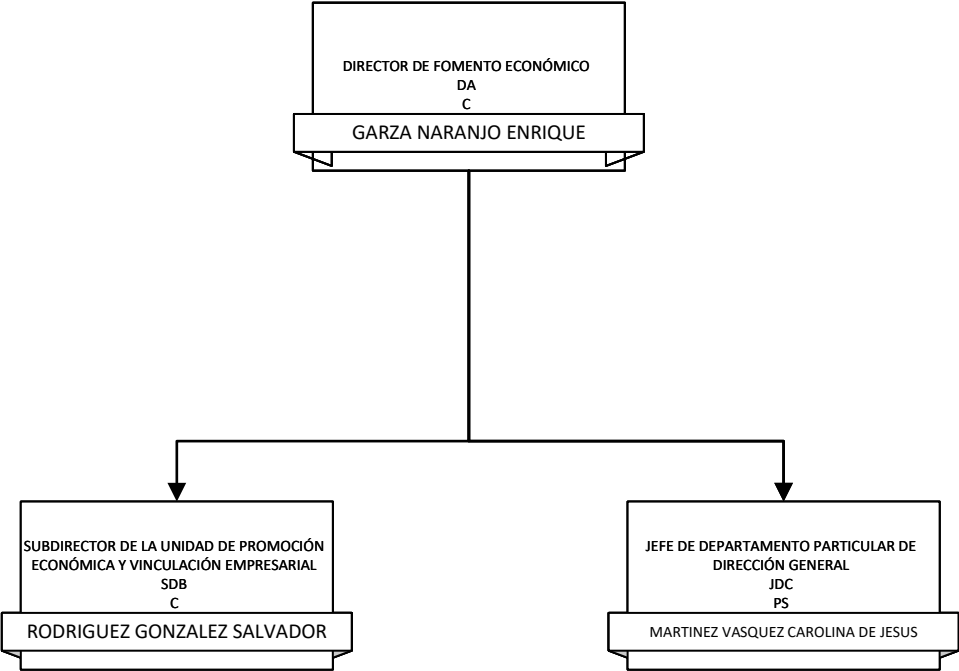 DIRECTOR DE FOMENTO ECONÓMICO
DA
C
GARZA NARANJO ENRIQUE
SUBDIRECTOR DE LA UNIDAD DE PROMOCIÓN
ECONÓMICA Y VINCULACIÓN EMPRESARIAL
SDB
C
RODRIGUEZ GONZALEZ SALVADOR
JEFE DE DEPARTAMENTO PARTICULAR DE
DIRECCIÓN GENERAL
JDC
PS
MARTINEZ VASQUEZ CAROLINA DE JESUS